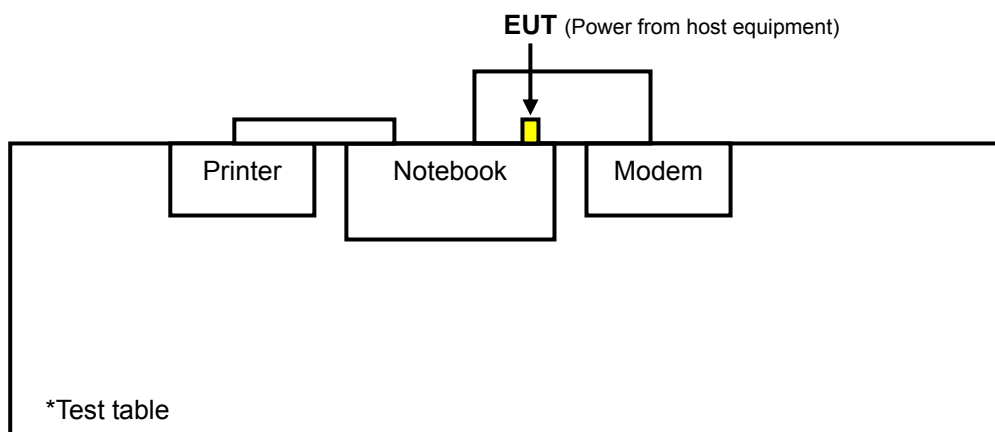 EUT (Power from host equipment)
Printer
Notebook
Modem
*Test table